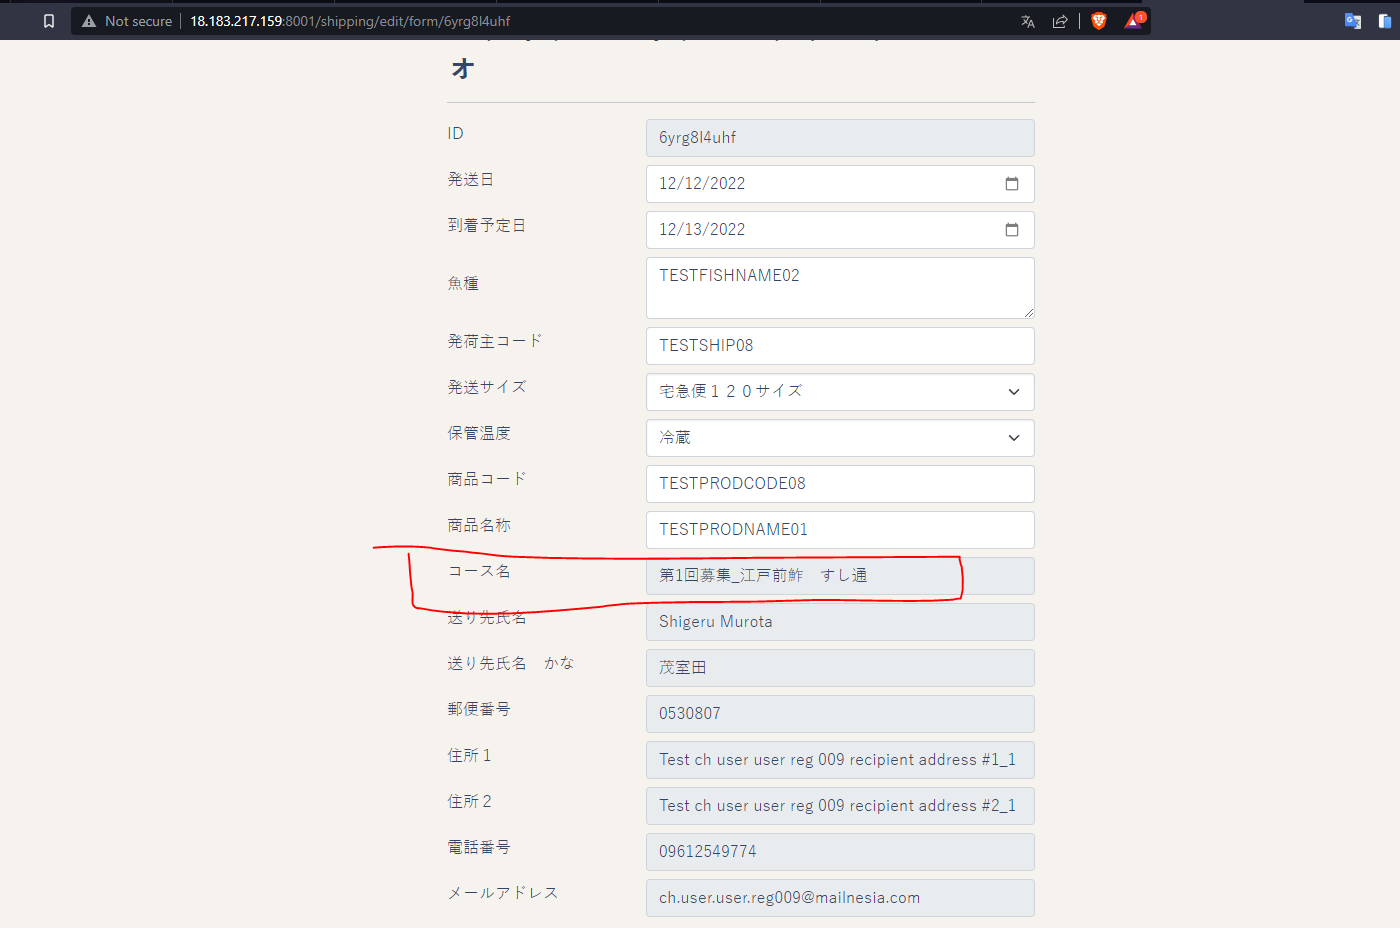 Not secure 18.183.217.159:8001/shipping/edit/form/6yrg8l4uhf 1
オ
ID 6yrg8l4uhf
発送日 12/12/2022
到着予定日 12/13/2022
魚種 TESTFISHNAME02
発荷主コード TESTSHIP08
発送サイズ 宅急便１２０サイズ
保管温度 冷蔵
商品コード TESTPRODCODE08
商品名称 TESTPRODNAME01
コース名 第1回募集_江戸前鮓　すし通
送り先氏名 Shigeru Murota
送り先氏名　かな 茂室田
郵便番号 0530807
住所１ Test ch user user reg 009 recipient address #1_1
住所２ Test ch user user reg 009 recipient address #2_1
電話番号 09612549774
メールアドレス ch.user.user.reg009@mailnesia.com